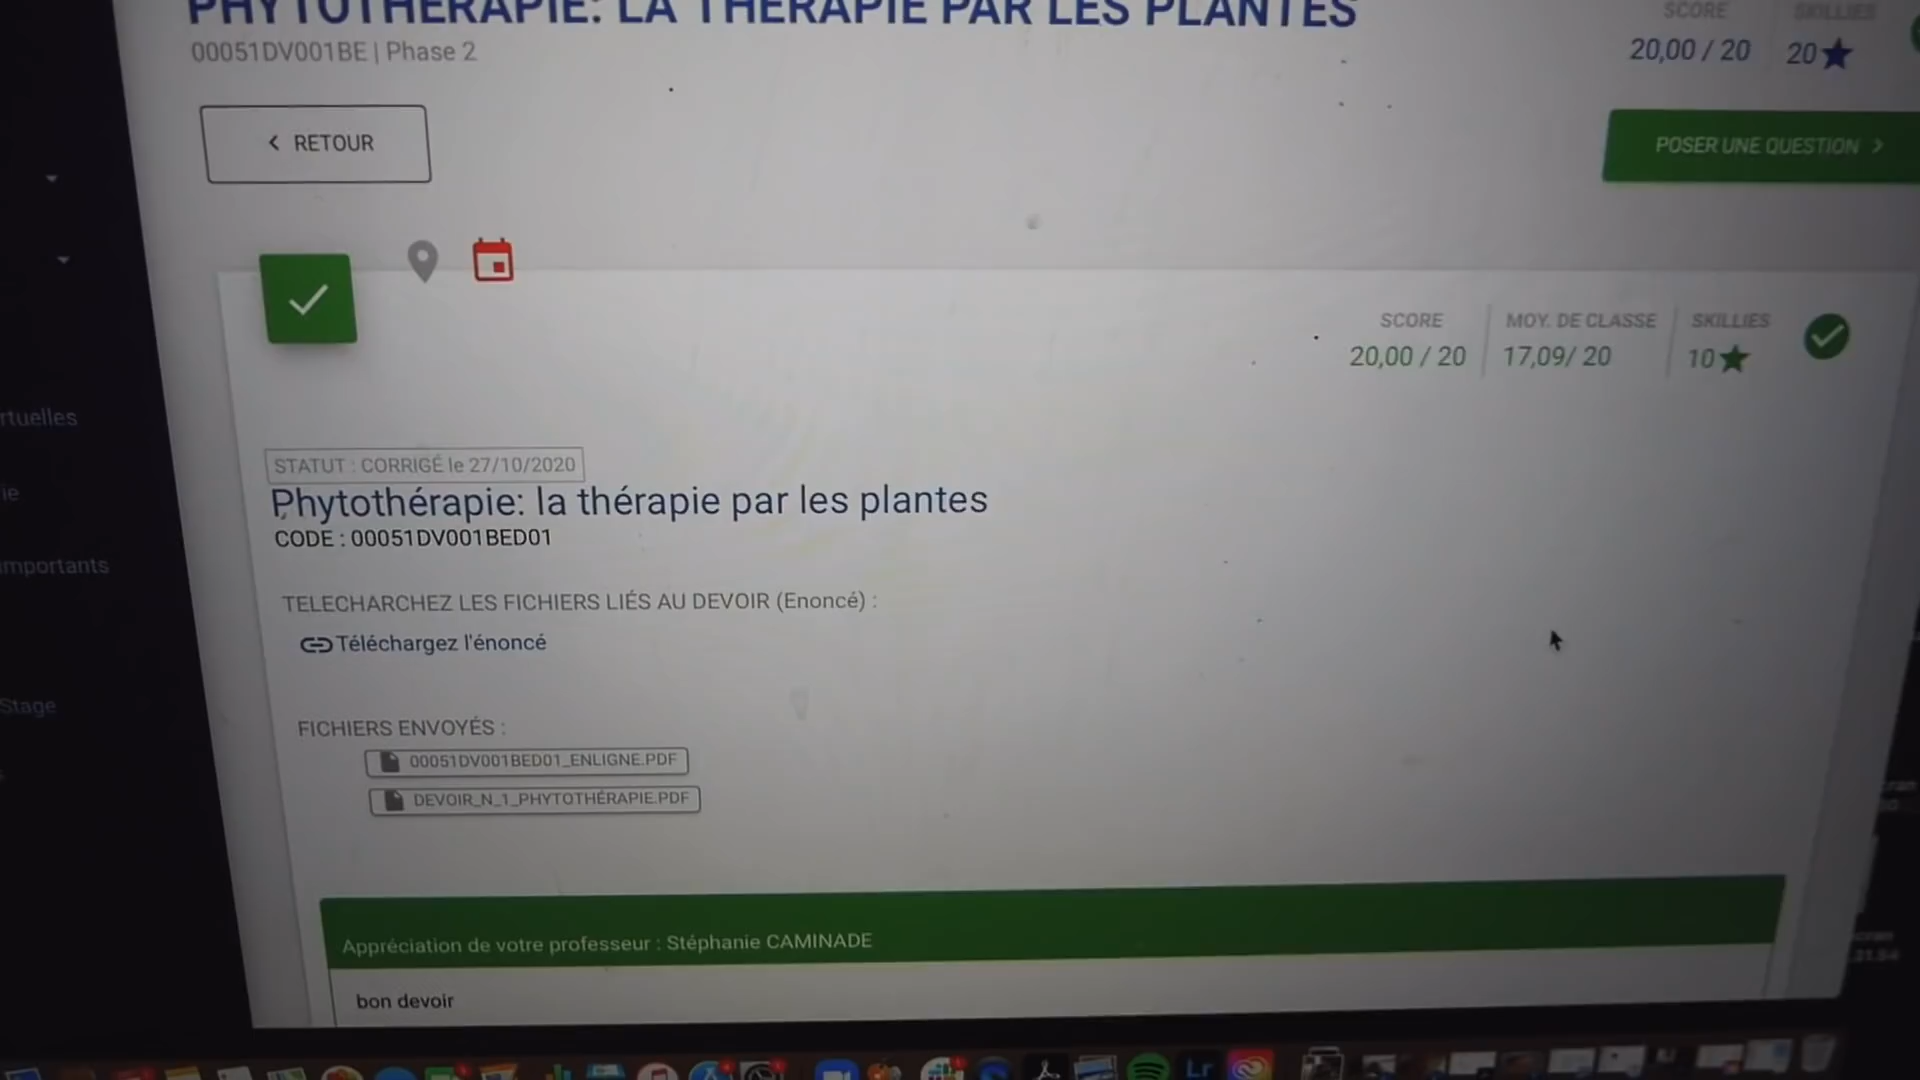 PHYTOTHÉRAPIE: LA THÉRAPIE PAR LES PLANTES
00051DV001BE | Phase 2
SCORE
20,00 / 20
SKILLIES
20
RETOUR
POSER UNE QUESTION
SCORE
20,00 / 20
MOY. DE CLASSE
17,09/ 20
SKILLIES
10
rtuelles
ie
mportants
Stage
STATUT : CORRIGÉ le 27/10/2020
Phytothérapie: la thérapie par les plantes
CODE : 00051DV001BED01
TELECHARCHEZ LES FICHIERS LIÉS AU DEVOIR (Enoncé) :
Téléchargez l'énoncé
FICHIERS ENVOYÉS :
00051DV001BED01_ENLIGNE.PDF
DEVOIR_N_1_PHYTOTHÉRAPIE.PDF
Appréciation de votre professeur : Stéphanie CAMINADE
bon devoir
Lr